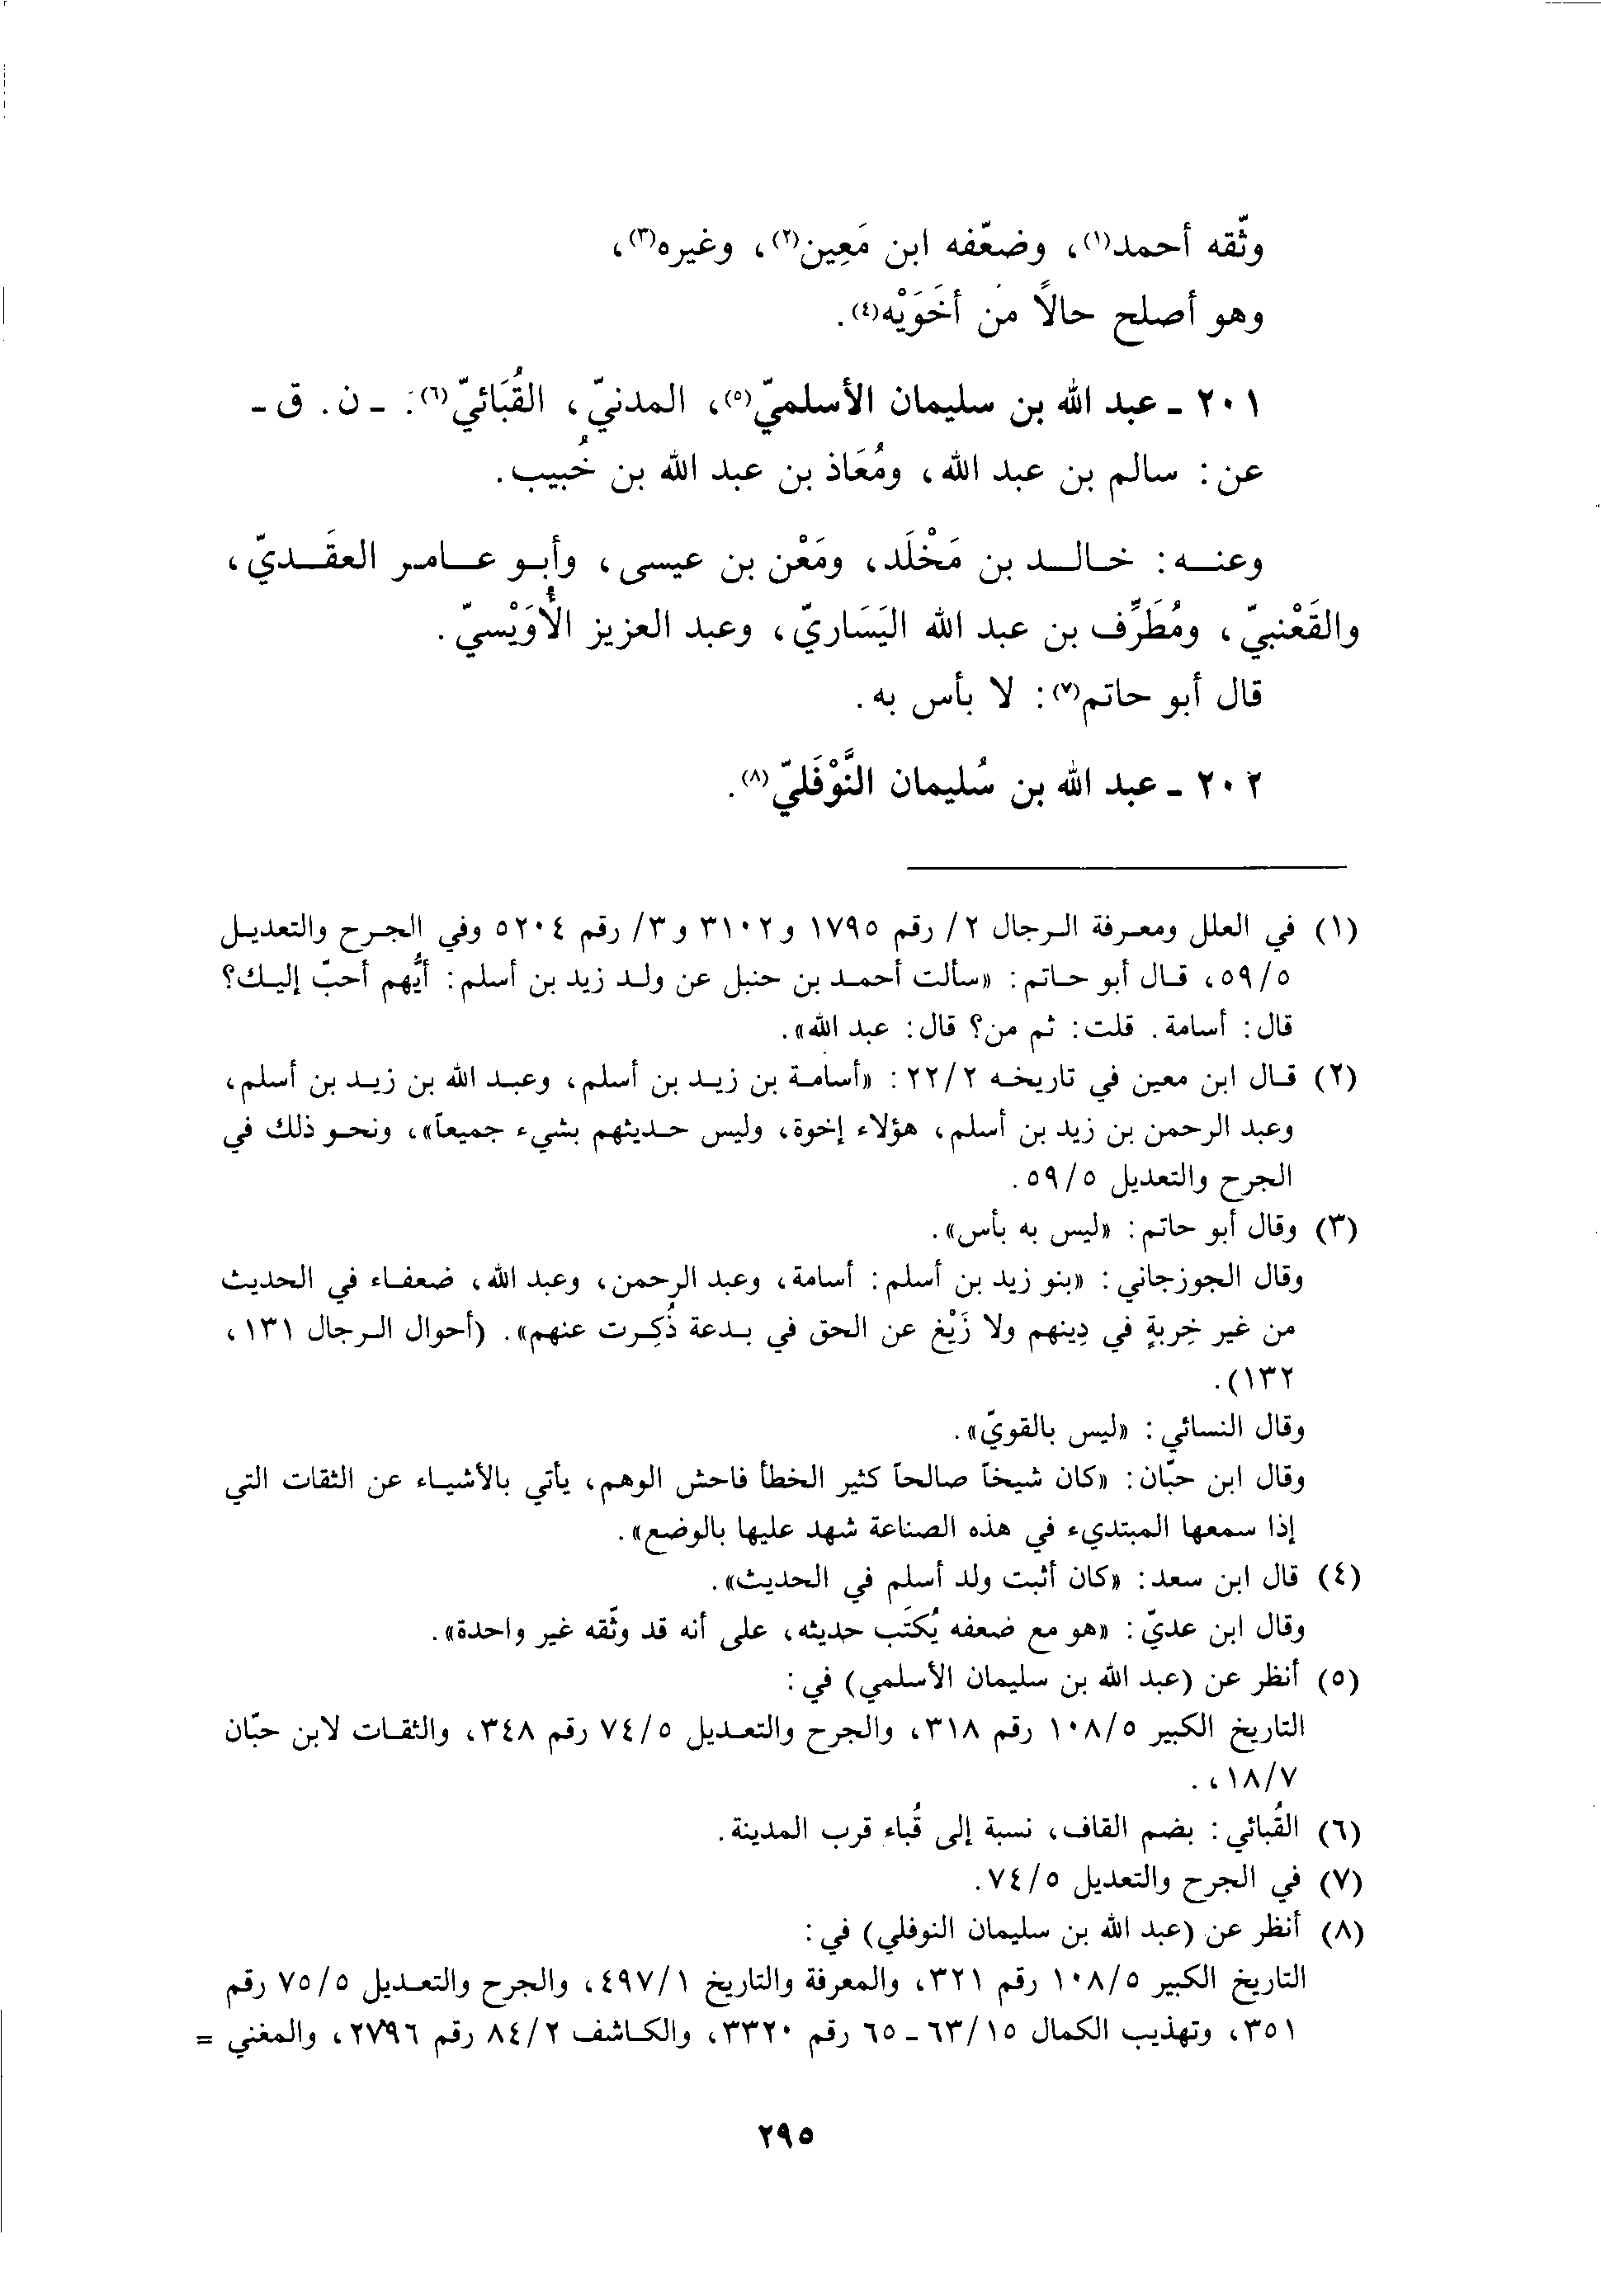 وثّقه أحمد(١)، وضعّفه ابن مَعِين(٢)، وغيره(٣)،
وهو أصلح حالاً من أخَوَيْه(٤).
٢٠١ - عبد الله بن سليمان الأسلميّ(٥)، المدنيّ، القُبَائيّ(٦): - ن. ق -
عن: سالم بن عبد الله، ومُعَاذ بن عبد الله بن خُبيب.
وعنه: خالد بن مَخْلَد، ومَعْن بن عيسى، وأبو عامر العقَديّ،
والقَعْنبيّ، ومُطَرِّف بن عبد الله اليَسَاريّ، وعبد العزيز الأُوَيْسيّ.
قال أبو حاتم(٧): لا بأس به.
٢٠٢ - عبد الله بن سُليمان النَّوْفَليّ(٨).
(١) في العلل ومعرفة الرجال ٢/ رقم ١٧٩٥ و٣١٠٢ و٣/ رقم ٥٢٠٤ وفي الجرح والتعديل
٥٩/٥، قال أبو حاتم: «سألت أحمد بن حنبل عن ولد زيد بن أسلم: أيُّهم أحبّ إليك؟
قال: أسامة. قلت: ثم من؟ قال: عبد الله».
(٢) قال ابن معين في تاريخه ٢٢/٢: «أسامة بن زيد بن أسلم، وعبد الله بن زيد بن أسلم،
وعبد الرحمن بن زيد بن أسلم، هؤلاء إخوة، وليس حديثهم بشيء جميعاً»، ونحو ذلك في
الجرح والتعديل ٥٩/٥.
(٣) وقال أبو حاتم: «ليس به بأس».
وقال الجوزجاني: «بنو زيد بن أسلم: أسامة، وعبد الرحمن، وعبد الله، ضعفاء في الحديث
من غير خِربةٍ في دِينهم ولا زَيْغ عن الحق في بدعة ذُكِرت عنهم». (أحوال الرجال ١٣١،
١٣٢).
وقال النسائي: «ليس بالقويّ».
وقال ابن حبّان: «كان شيخاً صالحاً كثير الخطأ فاحش الوهم، يأتي بالأشياء عن الثقات التي
إذا سمعها المبتديء في هذه الصناعة شهد عليها بالوضع».
(٤) قال ابن سعد: «كان أثبت ولد أسلم في الحديث».
وقال ابن عديّ: «هو مع ضعفه يُكتَب حديثه، على أنه قد وثّقه غير واحدة».
(٥) أنظر عن (عبد الله بن سليمان الأسلمي) في:
التاريخ الكبير ١٠٨/٥ رقم ٣١٨، والجرح والتعديل ٧٤/٥ رقم ٣٤٨، والثقات لابن حبّان
١٨/٧، .
(٦) القُبائي: بضم القاف، نسبة إلى قُباء قرب المدينة.
(٧) في الجرح والتعديل ٧٤/٥.
(٨) أنظر عن (عبد الله بن سليمان النوفلي) في:
التاريخ الكبير ١٠٨/٥ رقم ٣٢١، والمعرفة والتاريخ ٤٩٧/١، والجرح والتعديل ٧٥/٥ رقم
٣٥١، وتهذيب الكمال ٦٣/١٥ - ٦٥ رقم ٣٣٢٠، والكاشف ٨٤/٢ رقم ٢٧٩٦، والمغني =
٢٩٥